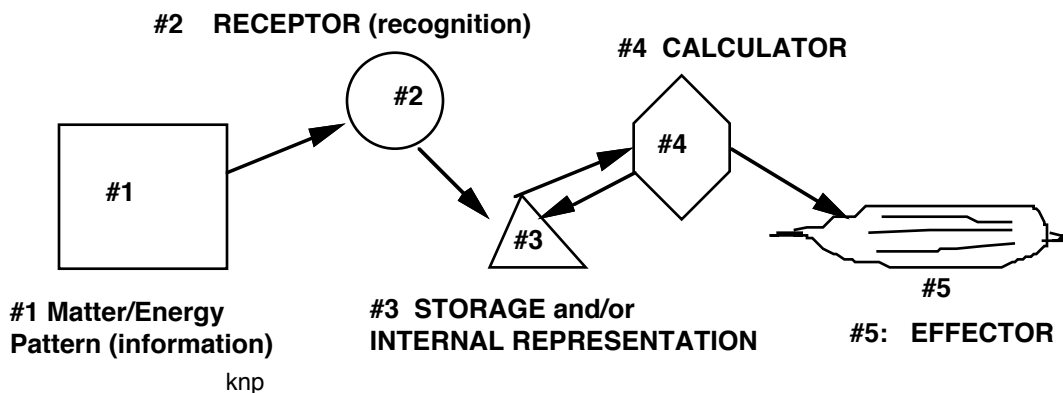 #2 RECEPTOR (recognition)
#4 CALCULATOR
#2
#4
#1
#3
#5
#1 Matter/Energy
Pattern (information)
#3 STORAGE and/or
INTERNAL REPRESENTATION
#5: EFFECTOR
knp